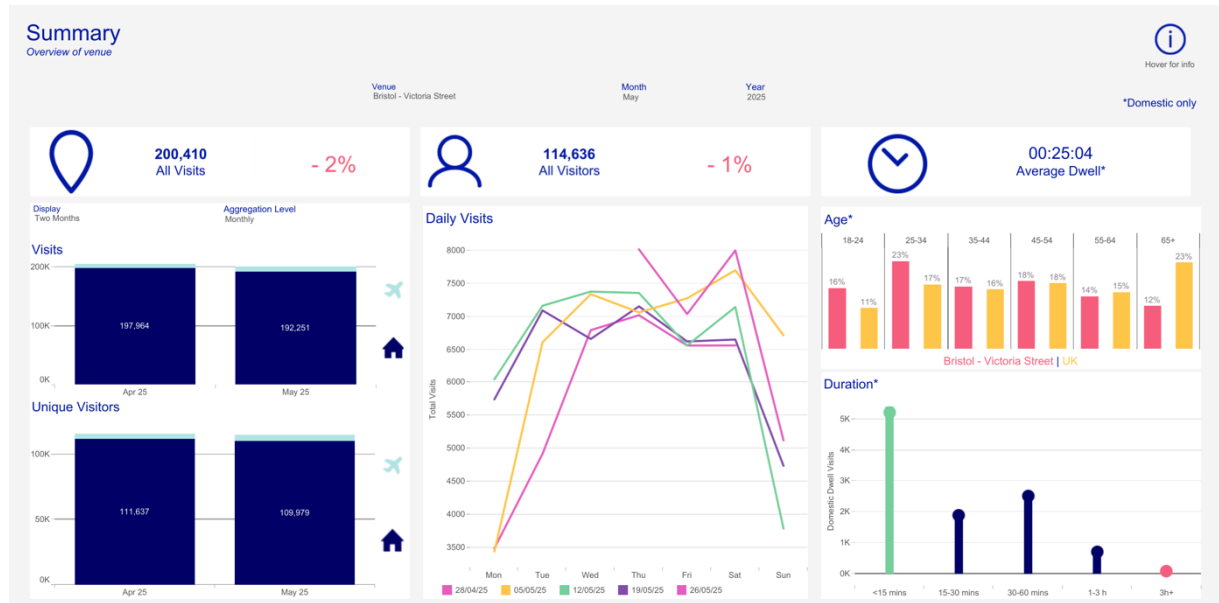 Summary
Overview of venue
Hover for info
Venue
Bristol - Victoria Street
Month
May
Year
2025
*Domestic only
200,410
All Visits
- 2%
114,636
All Visitors
- 1%
00:25:04
Average Dwell*
Display
Two Months
Aggregation Level
Monthly
Visits
200K
100K
0K
197,964
192,251
Apr 25
May 25
Unique Visitors
100K
50K
0K
111,637
109,979
Apr 25
May 25
Daily Visits
Total Visits
8000
7500
7000
6500
6000
5500
5000
4500
4000
3500
Mon Tue Wed Thu Fri Sat Sun
28/04/25 05/05/25 12/05/25 19/05/25 26/05/25
Age*
18-24 25-34 35-44 45-54 55-64 65+
16% 11% 23% 17% 17% 16% 18% 18% 14% 15% 12% 23%
Bristol - Victoria Street | UK
Duration*
Domestic Dwell Visits
5K
4K
3K
2K
1K
0K
<15 mins 15-30 mins 30-60 mins 1-3 h 3h+